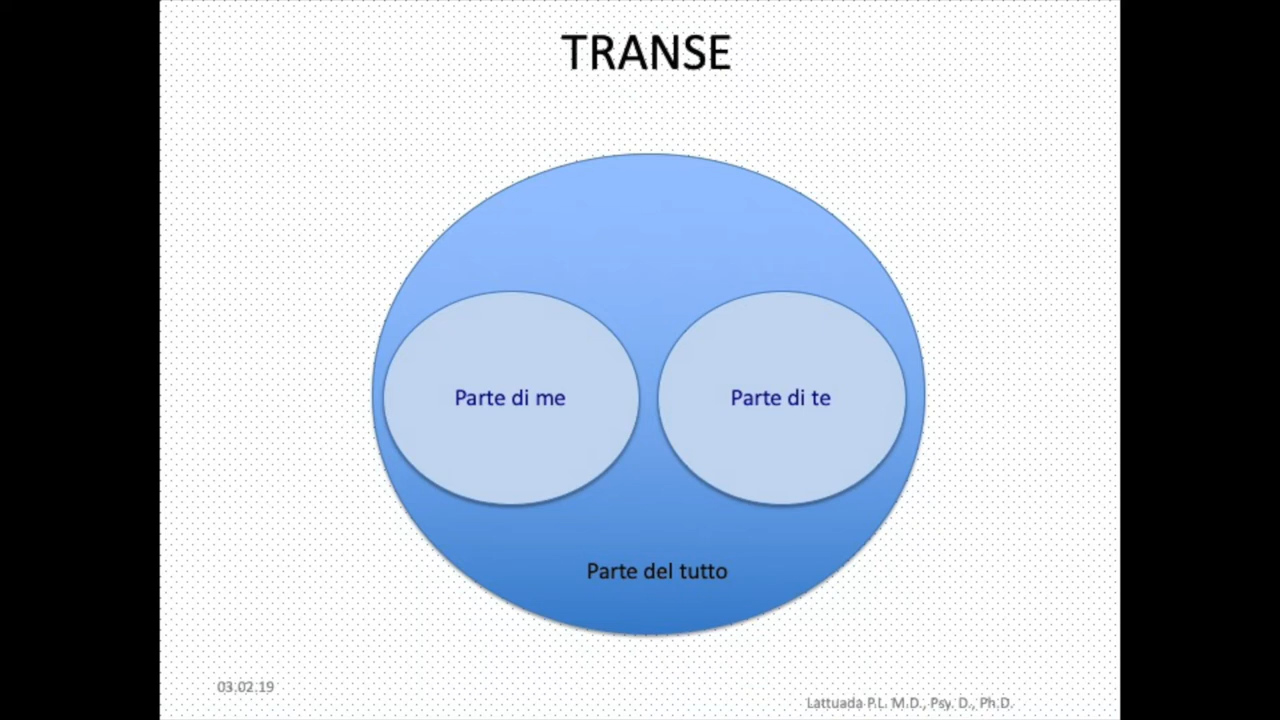 TRANSE
Parte di me
Parte di te
Parte del tutto
03.02.19
Lattuada P.L. M.D., Psy. D., Ph.D.